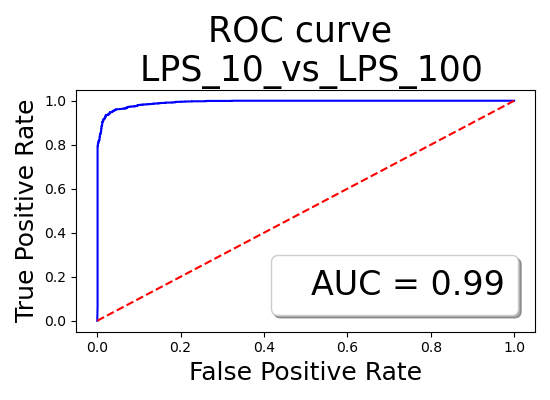 ROC curve
LPS_10_vs_LPS_100
True Positive Rate
1.0
0.8
0.6
0.4
0.2
0.0
AUC = 0.99
0.0 0.2 0.4 0.6 0.8 1.0
False Positive Rate